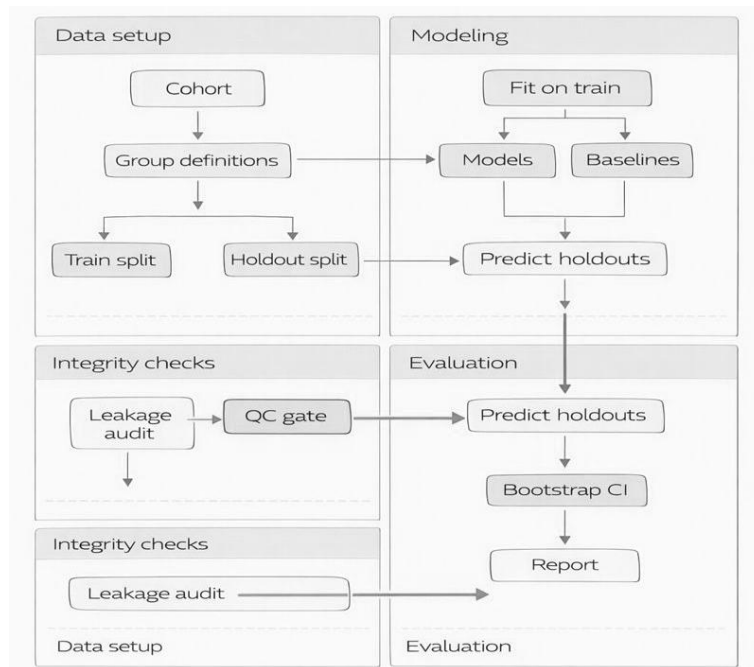 Data setup
Cohort
Group definitions
Train split
Holdout split
Modeling
Fit on train
Models
Baselines
Predict holdouts
Integrity checks
Leakage
audit
QC gate
Evaluation
Predict holdouts
Bootstrap CI
Report
Integrity checks
Leakage audit
Data setup
Evaluation